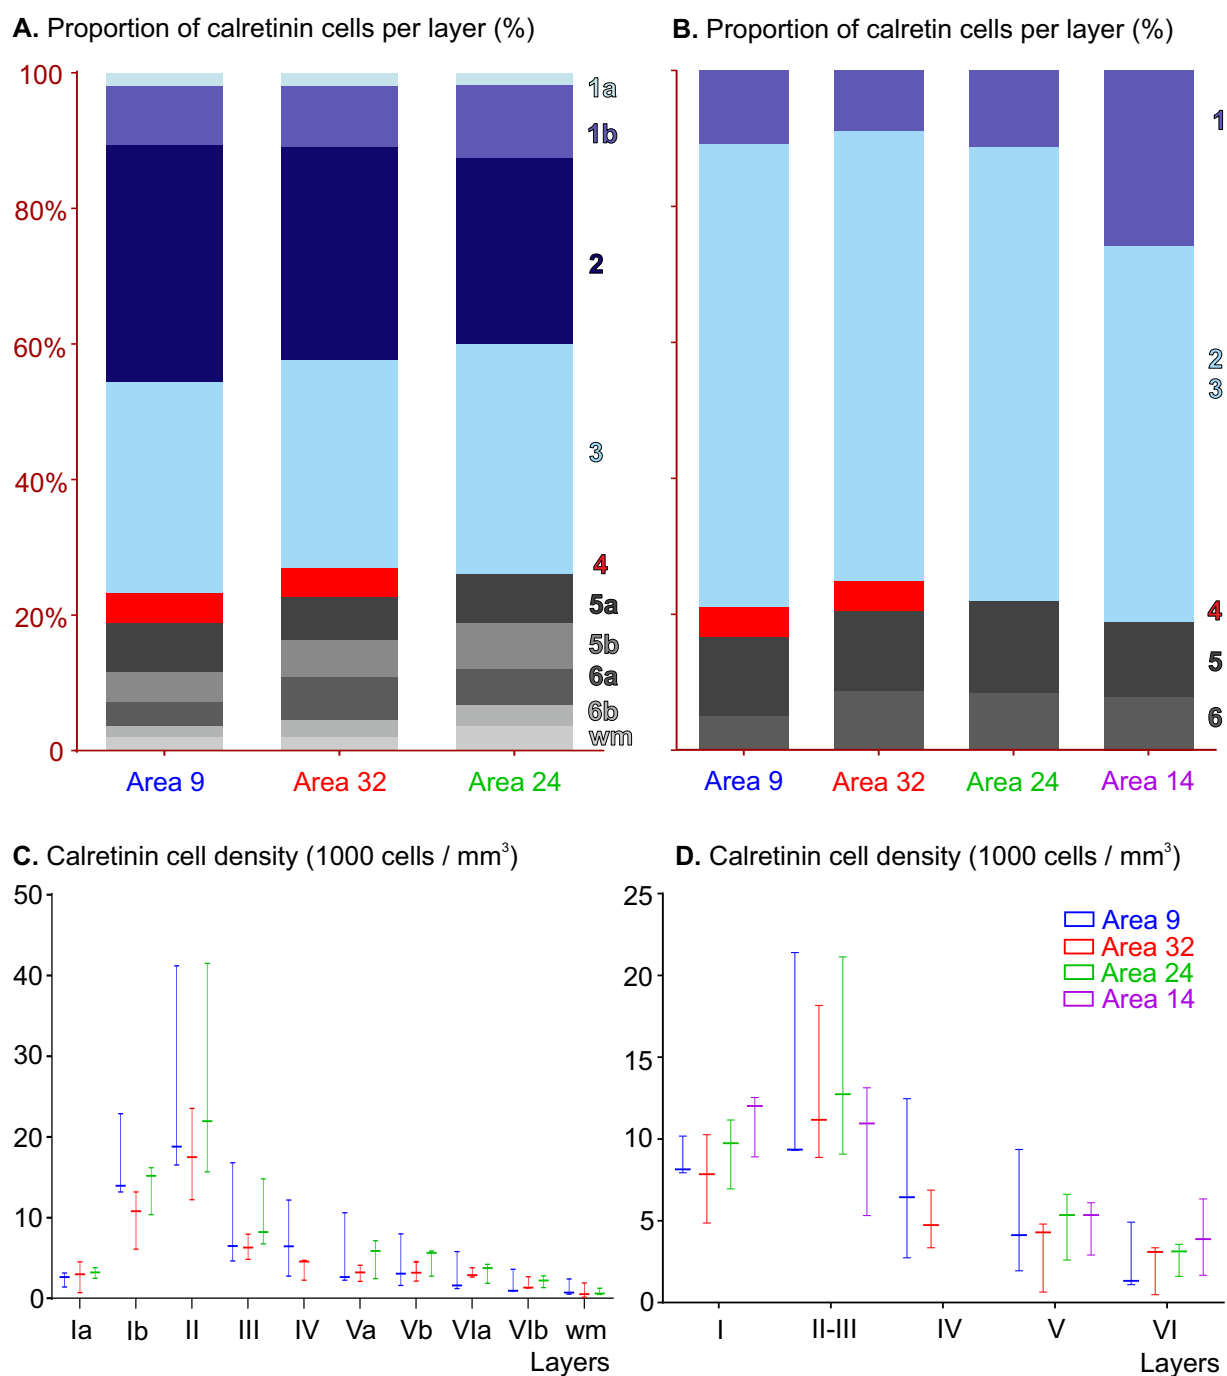 A. Proportion of calretinin cells per layer (%)
100
80%
60%
40%
20%
0
1a
1b
2
3
4
5a
5b
6a
6b
wm
Area 9
Area 32
Area 24
B. Proportion of calretin cells per layer (%)
1
2
3
4
5
6
Area 9
Area 32
Area 24
Area 14
C. Calretinin cell density (1000 cells / mm³)
50
40
30
20
10
0
Ia Ib II III IV Va Vb VIa VIb wm
Layers
D. Calretinin cell density (1000 cells / mm³)
25
20
15
10
5
0
Area 9
Area 32
Area 24
Area 14
I II-III IV V VI
Layers